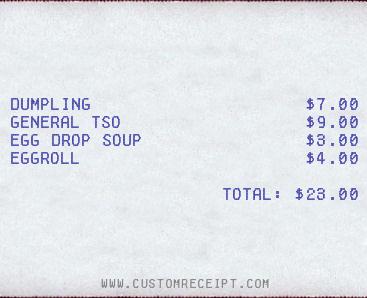 DUMPLING $7.00
GENERAL TSO $9.00
EGG DROP SOUP $3.00
EGGROLL $4.00
TOTAL: $23.00
WWW.CUSTOMRECEIPT.COM